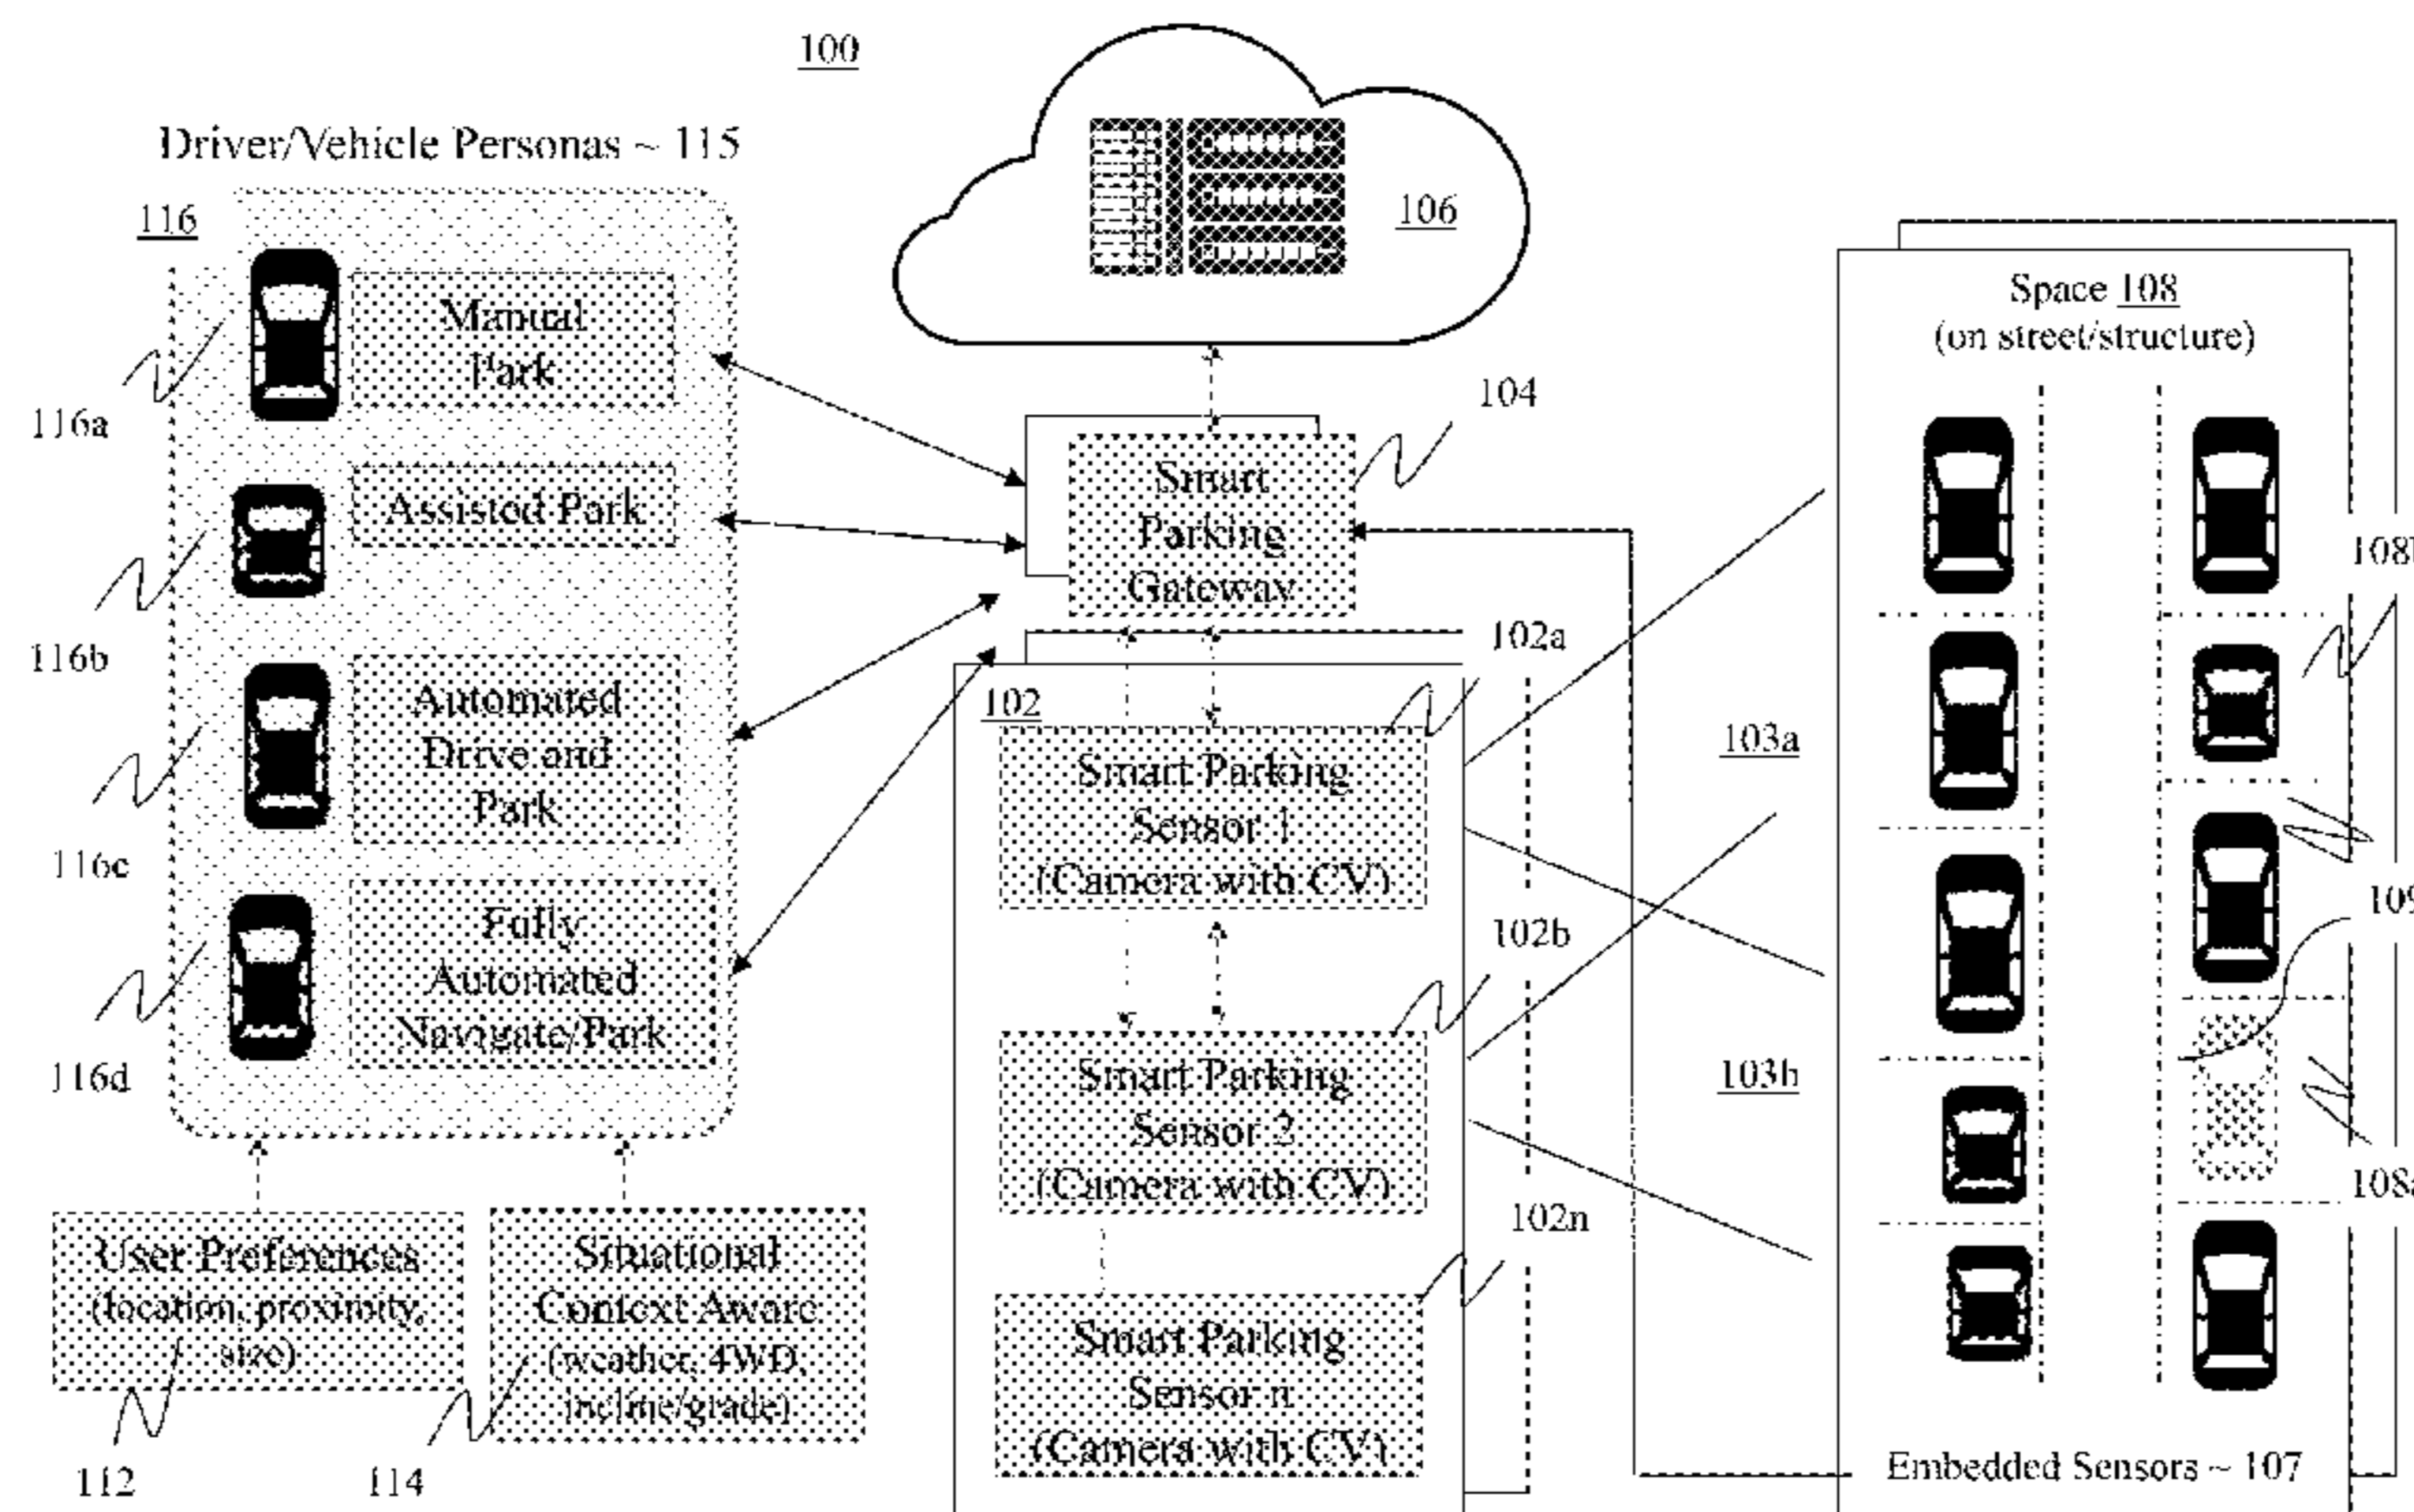 100
Driver/Vehicle Personas ~ 115
116
Manual
Park
116a
Assisted Park
116b
Automated
Drive and
Park
116c
Fully
Automated
Navigate/Park
116d
User Preferences
(location, proximity,
size)
112
Situational
Context Aware
(weather, 4WD,
incline/grade)
114
106
104
Smart
Parking
Gateway
102
102a
Smart Parking
Sensor 1
(Camera with CV)
102b
Smart Parking
Sensor 2
(Camera with CV)
102n
Smart Parking
Sensor n
(Camera with CV)
103a
103b
Space 108
(on street/structure)
108b
109
108a
Embedded Sensors ~ 107